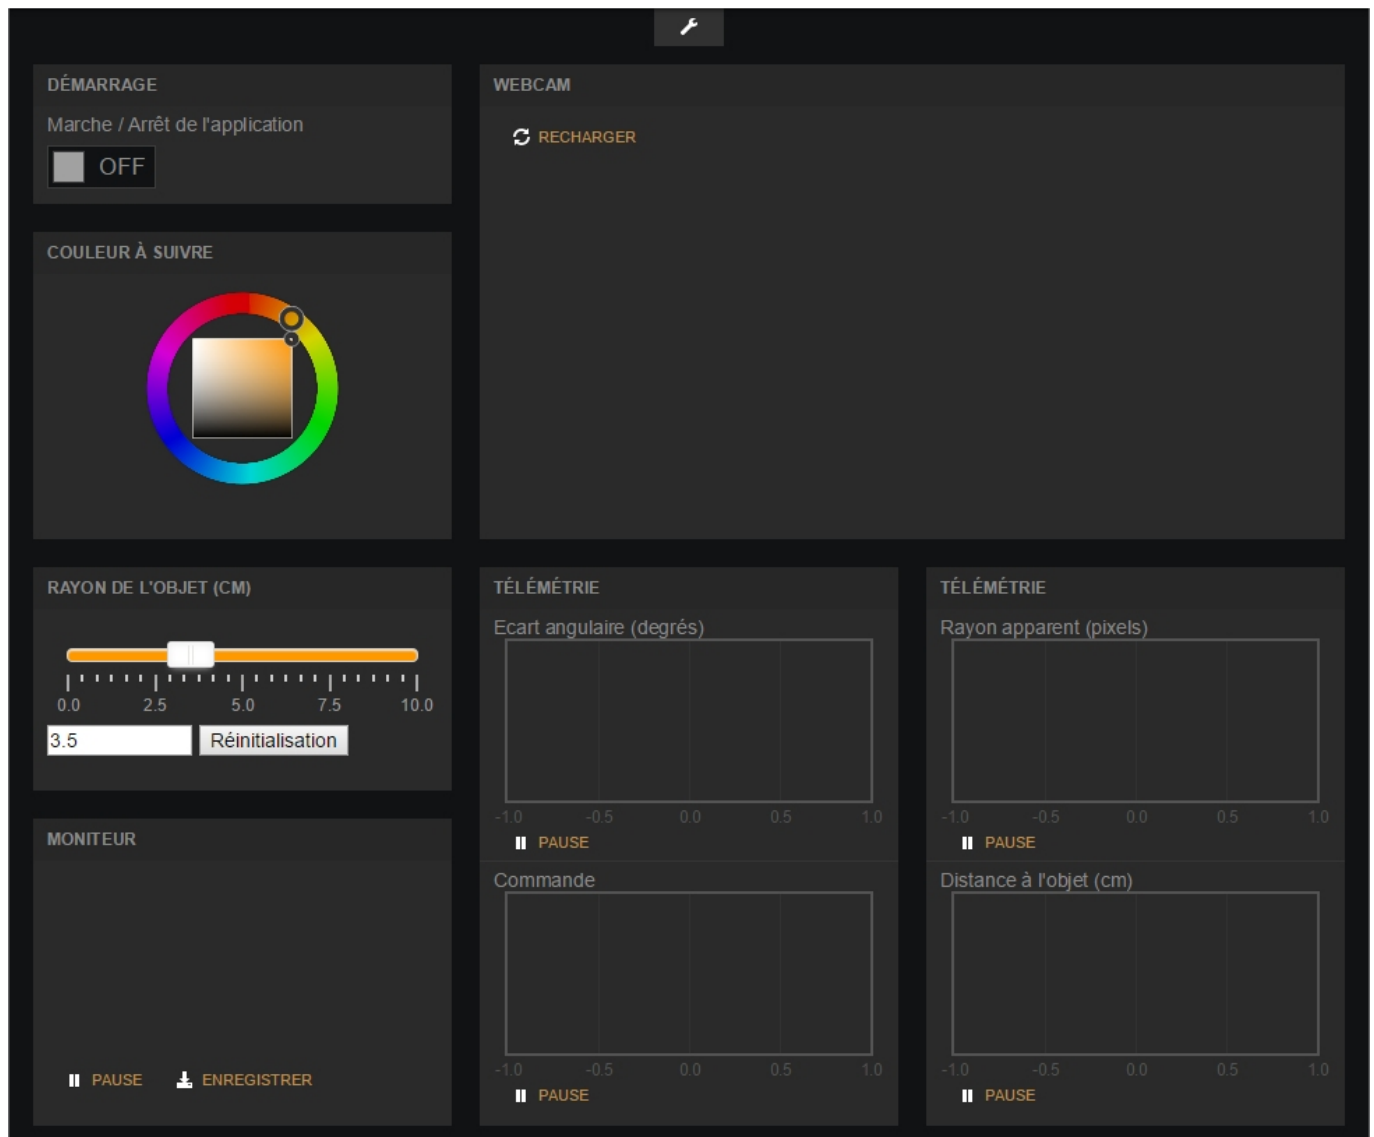 DÉMARRAGE
Marche / Arrêt de l'application
OFF
WEBCAM
RECHARGER
COULEUR À SUIVRE
RAYON DE L'OBJET (CM)
0.0 2.5 5.0 7.5 10.0
3.5 Réinitialisation
MONITEUR
PAUSE ENREGISTRER
TÉLÉMÉTRIE
Ecart angulaire (degrés)
-1.0 -0.5 0.0 0.5 1.0
PAUSE
Commande
-1.0 -0.5 0.0 0.5 1.0
PAUSE
TÉLÉMÉTRIE
Rayon apparent (pixels)
-1.0 -0.5 0.0 0.5 1.0
PAUSE
Distance à l'objet (cm)
-1.0 -0.5 0.0 0.5 1.0
PAUSE